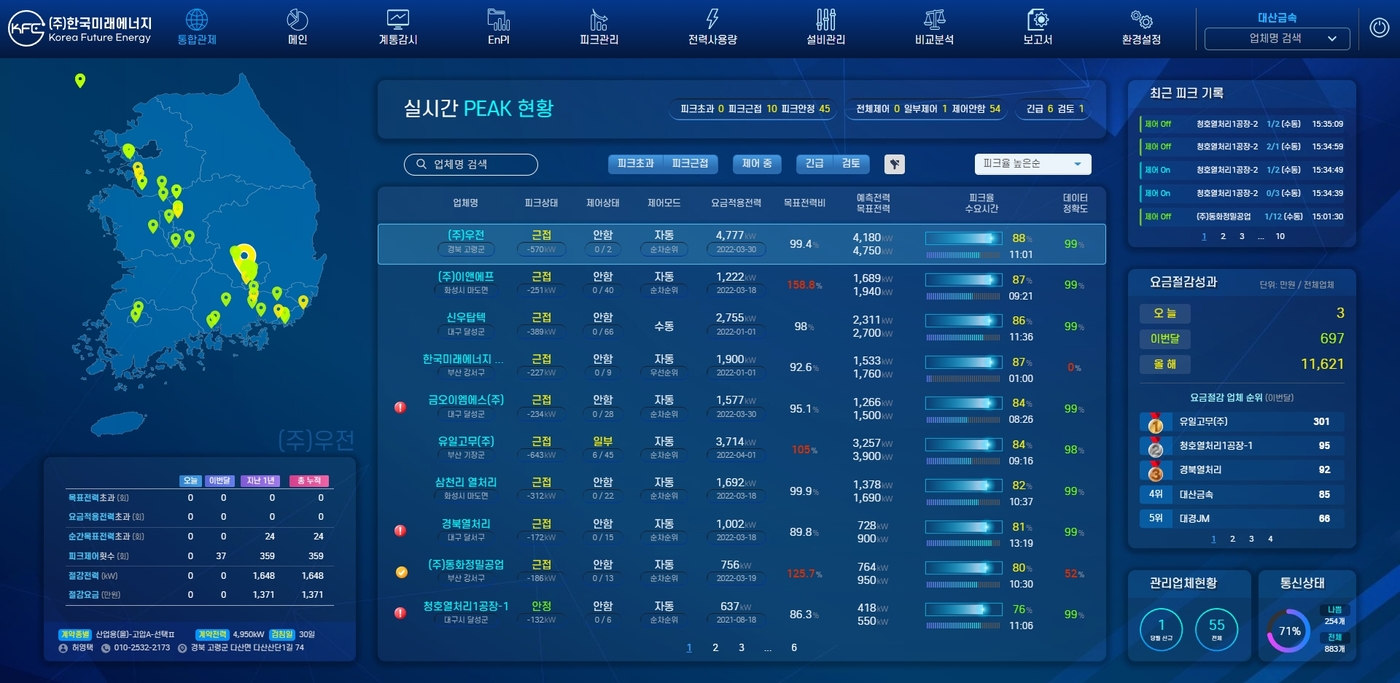 KFE (주)한국미래에너지
Korea Future Energy
통합관제 메인 계통감시 EnPI 피크관리 전력사용량 설비관리 비교분석 보고서 환경설정
대산금속
업체명 검색
(주)우전
오늘 이번달 지난 1년 총 누적
목표전력초과 (회) 0 0 0 0
요금적용전력초과 (회) 0 0 0 0
순간목표전력초과 (회) 0 0 24 24
피크제어횟수 (회) 0 37 359 359
절감전력 (kW) 0 0 1,648 1,648
절감요금 (만원) 0 0 1,371 1,371
계약종별 산업용(을)-고압A-선택Ⅱ 계약전력 4,950kW 검침일 30일
허영택 010-2532-2173 경북 고령군 다산면 다산산단1길 74
실시간 PEAK 현황
피크초과 0 피크근접 10 피크안정 45
전체제어 0 일부제어 1 제어안함 54
긴급 6 검토 1
업체명 검색
피크초과 피크근접 제어 중 긴급 검토
피크율 높은순
업체명 피크상태 제어상태 제어모드 요금적용전력 목표전력비 예측전력 피크율 데이터
목표전력 수요시간 정확도
(주)우전 근접 안함 자동 4,777kW 99.4% 4,180kW 88% 99%
경북 고령군 -570kW 0 / 2 순차순위 2022-03-30 4,750kW 11:01
(주)이앤에프 근접 안함 자동 1,222kW 158.8% 1,689kW 87% 99%
화성시 마도면 -251kW 0 / 40 순차순위 2022-03-18 1,940kW 09:21
신우탑텍 근접 안함 수동 2,755kW 98% 2,311kW 86% 99%
대구 달성군 -389kW 0 / 66 2022-01-01 2,700kW 11:36
한국미래에너지 ... 근접 안함 자동 1,900kW 92.6% 1,533kW 87% 0%
부산 강서구 -227kW 0 / 9 우선순위 2022-01-01 1,760kW 01:00
금오이엠에스(주) 근접 안함 자동 1,577kW 95.1% 1,266kW 84% 99%
대구 달성군 -234kW 0 / 28 순차순위 2022-03-30 1,500kW 08:26
유일고무(주) 근접 일부 자동 3,714kW 105% 3,257kW 84% 98%
부산 기장군 -643kW 6 / 45 순차순위 2022-04-01 3,900kW 09:16
삼천리 열처리 근접 안함 자동 1,692kW 99.9% 1,378kW 82% 99%
화성시 마도면 -312kW 0 / 22 순차순위 2022-03-18 1,690kW 10:37
경북열처리 근접 안함 자동 1,002kW 89.8% 728kW 81% 99%
대구 달서구 -172kW 0 / 15 순차순위 2022-03-18 900kW 13:19
(주)동화정밀공업 근접 안함 자동 756kW 125.7% 764kW 80% 52%
부산 강서구 -186kW 0 / 13 순차순위 2022-03-19 950kW 10:30
청호열처리1공장-1 안정 안함 자동 637kW 86.3% 418kW 76% 99%
대구시 달성군 -132kW 0 / 6 순차순위 2021-08-18 550kW 11:06
1 2 3 ... 6
최근 피크 기록
제어 Off 청호열처리1공장-2 1/2 (수동) 15:35:09
제어 Off 청호열처리1공장-2 2/1 (수동) 15:34:59
제어 On 청호열처리1공장-2 1/2 (수동) 15:34:49
제어 On 청호열처리1공장-2 0/3 (수동) 15:34:39
제어 Off (주)동화정밀공업 1/12 (수동) 15:01:30
1 2 3 ... 10
요금절감성과 단위: 만원 / 전체업체
오 늘 3
이번달 697
올 해 11,621
요금절감 업체 순위 (이번달)
1 유일고무(주) 301
2 청호열처리1공장-1 95
3 경북열처리 92
4위 대산금속 85
5위 대경JM 66
1 2 3 4
관리업체현황
1 당월 신규
55 전체
통신상태
71%
나쁨
254개
전체
883개